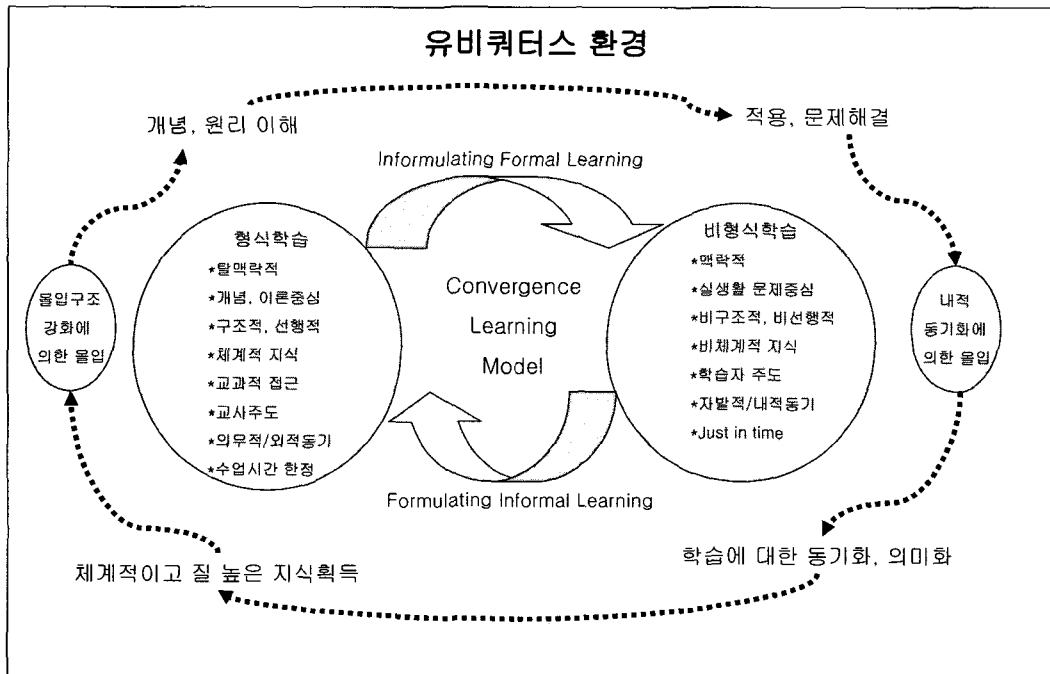 유비쿼터스 환경
개념, 원리 이해
적용, 문제해결
Informulating Formal Learning
형식학습
*탈맥락적
*개념, 이론중심
*구조적, 선행적
*체계적 지식
*교과적 접근
*교사주도
*의무적/외적동기
*수업시간 한정
Convergence
Learning
Model
비형식학습
*맥락적
*실생활 문제중심
*비구조적, 비선행적
*비체계적 지식
*학습자 주도
*자발적/내적동기
*Just in time
몰입구조
강화에
의한 몰입
내적
동기화에
의한 몰입
Formulating Informal Learning
체계적이고 질 높은 지식획득
학습에 대한 동기화, 의미화